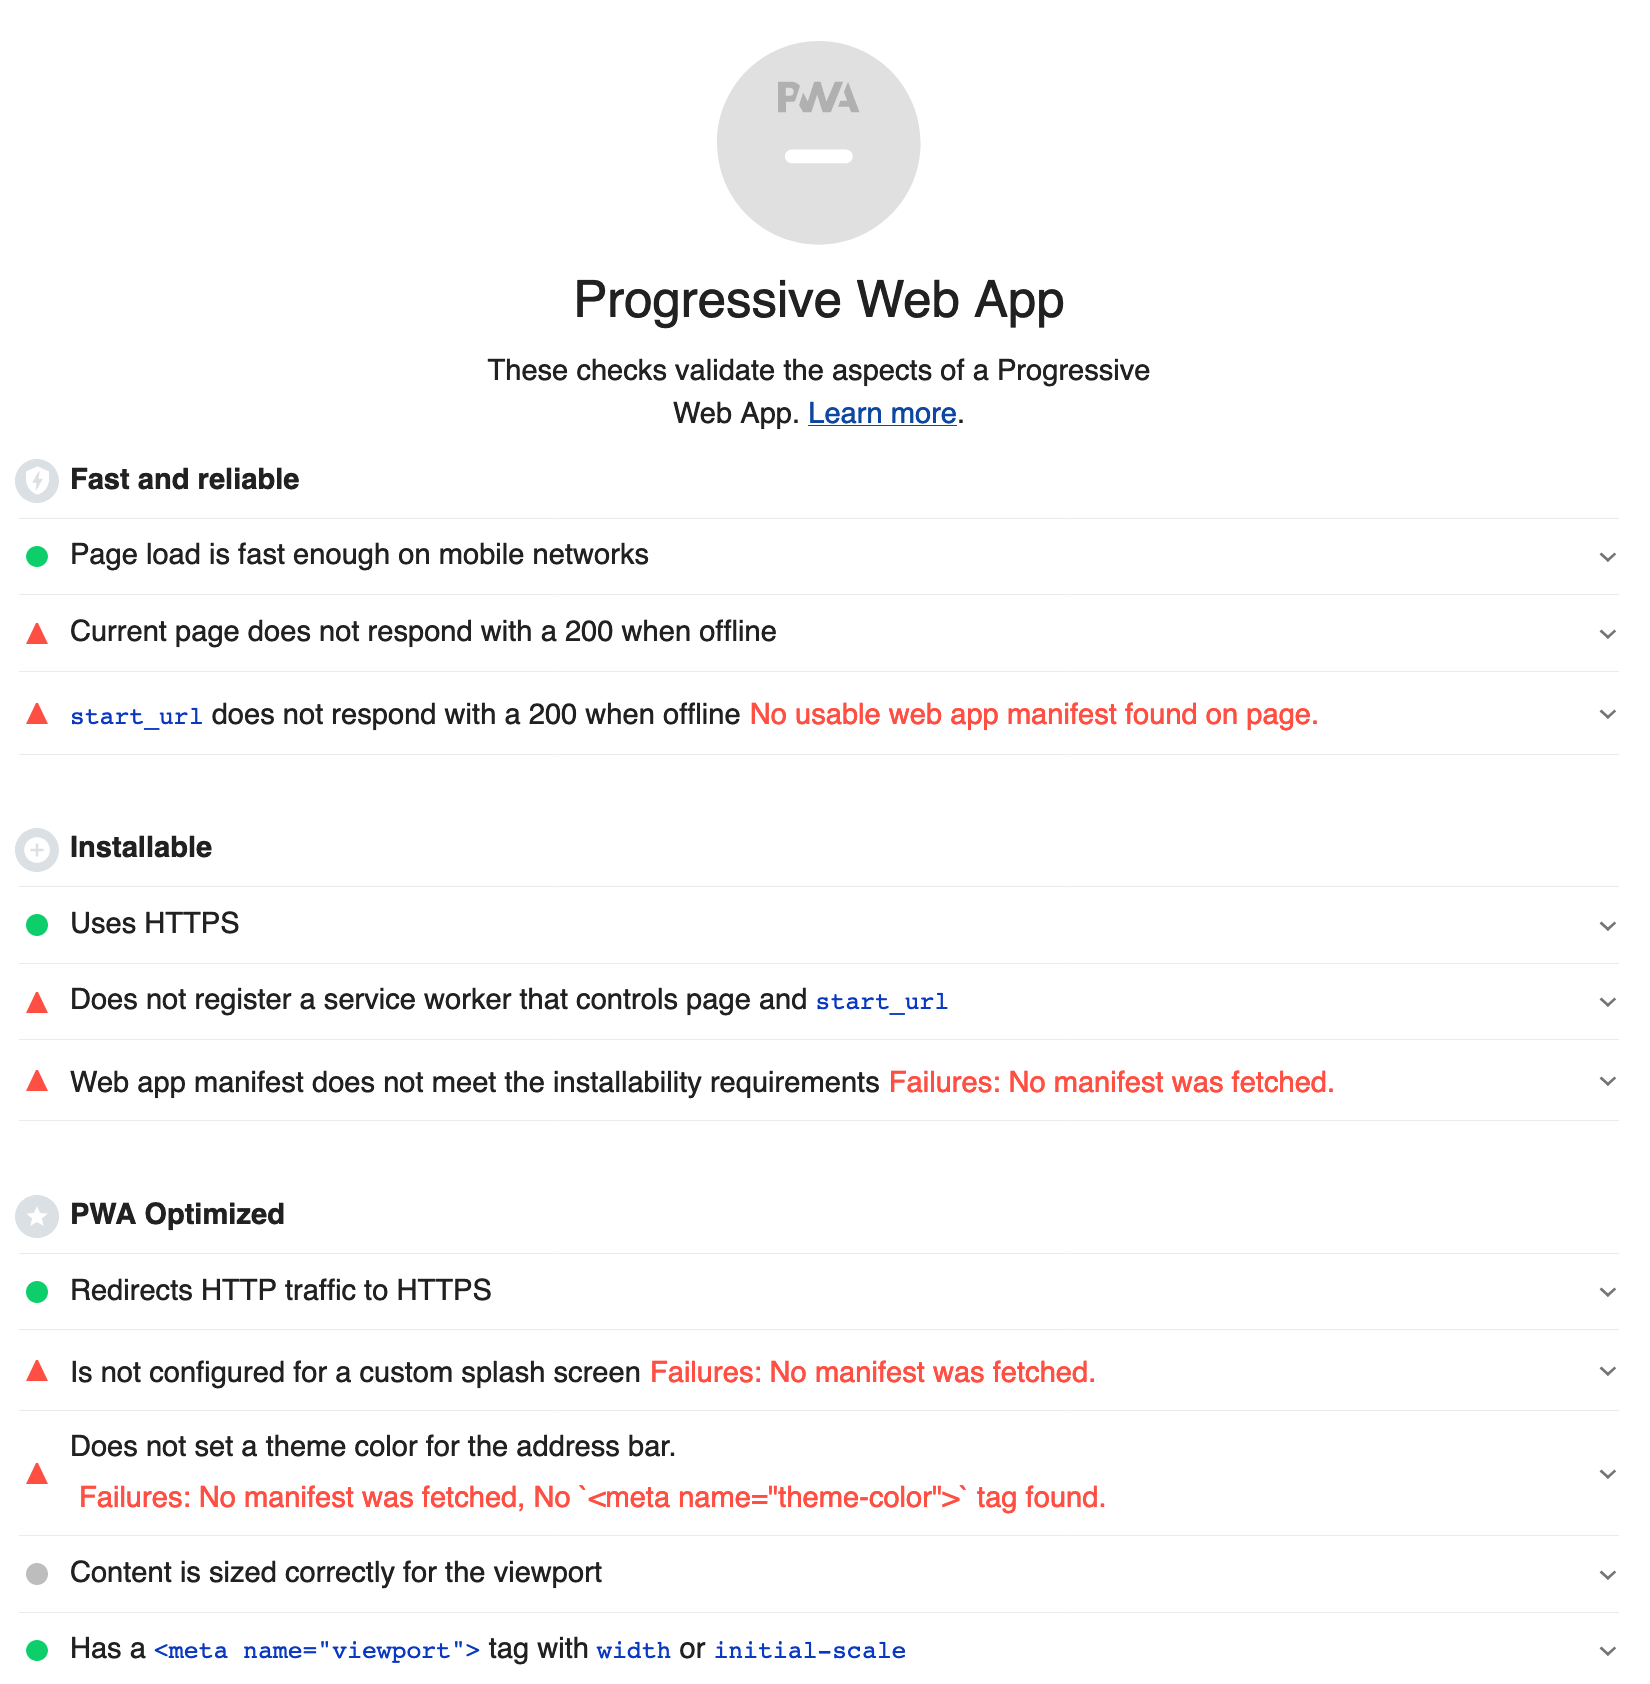 PWA
Progressive Web App
These checks validate the aspects of a Progressive
Web App. Learn more.
Fast and reliable
Page load is fast enough on mobile networks
Current page does not respond with a 200 when offline
start_url does not respond with a 200 when offline No usable web app manifest found on page.
Installable
Uses HTTPS
Does not register a service worker that controls page and start_url
Web app manifest does not meet the installability requirements Failures: No manifest was fetched.
PWA Optimized
Redirects HTTP traffic to HTTPS
Is not configured for a custom splash screen Failures: No manifest was fetched.
Does not set a theme color for the address bar.
Failures: No manifest was fetched, No `<meta name="theme-color">` tag found.
Content is sized correctly for the viewport
Has a <meta name="viewport"> tag with width or initial-scale